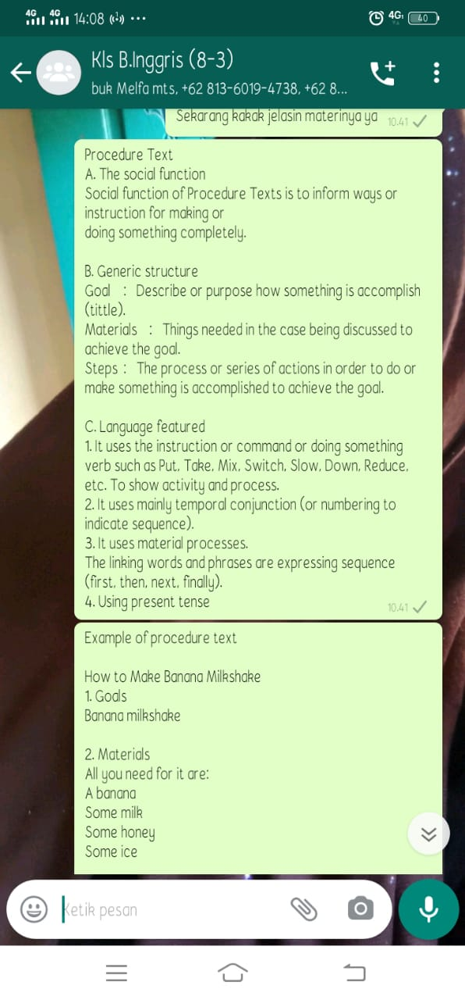 4G 4G 14:08 4G 40
Kls B.Inggris (8-3)
buk Melfa mts, +62 813-6019-4738, +62 8...
Sekarang kakak jelasin materinya ya 10.41
Procedure Text
A. The social function
Social function of Procedure Texts is to inform ways or
instruction for making or
doing something completely.
B. Generic structure
Goal : Describe or purpose how something is accomplish
(tittle).
Materials : Things needed in the case being discussed to
achieve the goal.
Steps : The process or series of actions in order to do or
make something is accomplished to achieve the goal.
C. Language featured
1. It uses the instruction or command or doing something
verb such as Put, Take, Mix, Switch, Slow, Down, Reduce,
etc. To show activity and process.
2. It uses mainly temporal conjunction (or numbering to
indicate sequence).
3. It uses material processes.
The linking words and phrases are expressing sequence
(first, then, next, finally).
4. Using present tense 10.41
Example of procedure text
How to Make Banana Milkshake
1. Goals
Banana milkshake
2. Materials
All you need for it are:
A banana
Some milk
Some honey
Some ice
Ketik pesan